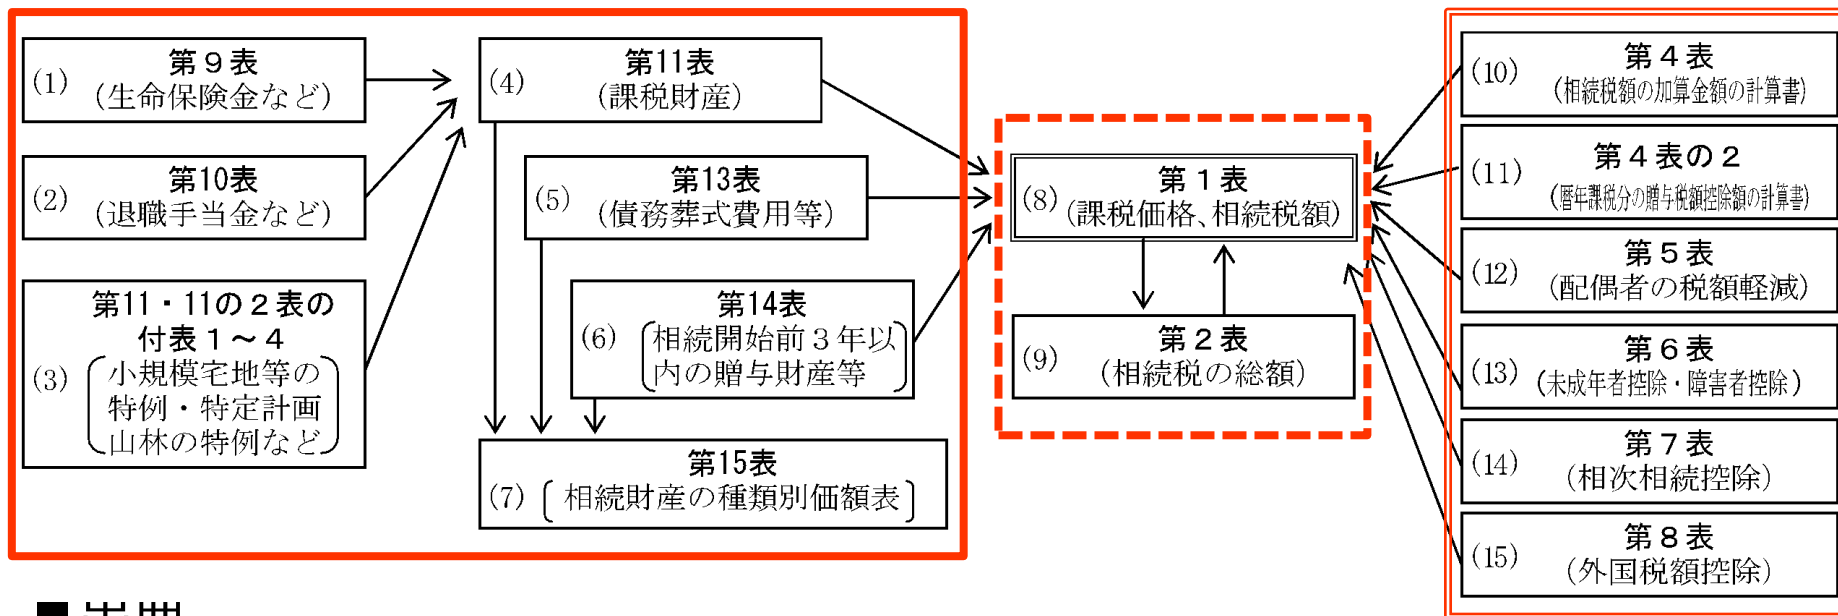 (1) 第９表
(生命保険金など)
(2) 第10表
(退職手当金など)
第11・11の２表の
付表１～４
(3) 小規模宅地等の
特例・特定計画
山林の特例など
(4) 第11表
(課税財産)
(5) 第13表
(債務葬式費用等)
第14表
(6) 相続開始前３年以
内の贈与財産等
第15表
(7) 相続財産の種類別価額表
(8) 第１表
(課税価格、相続税額)
(9) 第２表
(相続税の総額)
(10) 第４表
(相続税額の加算金額の計算書)
(11) 第４表の２
(暦年課税分の贈与税額控除額の計算書)
(12) 第５表
(配偶者の税額軽減)
(13) 第６表
(未成年者控除・障害者控除)
(14) 第７表
(相次相続控除)
(15) 第８表
(外国税額控除)